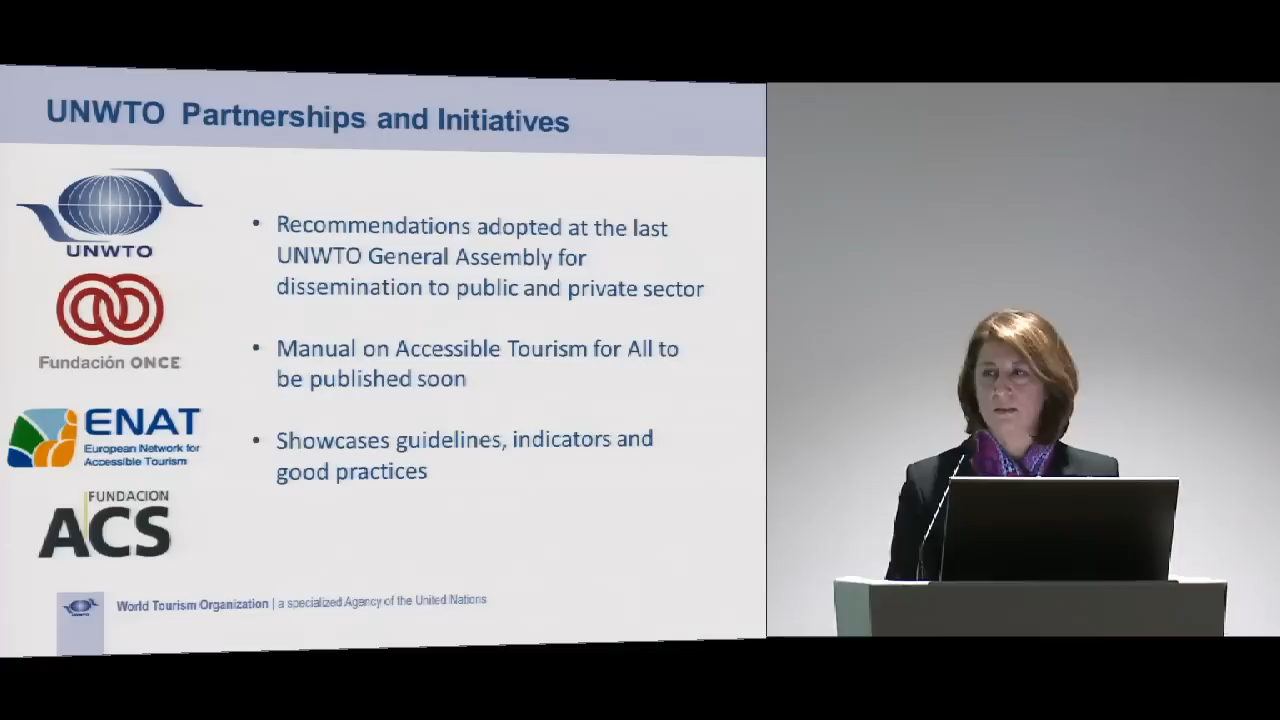 UNWTO Partnerships and Initiatives
UNWTO
Fundación ONCE
ENAT
European Network for
Accessible Tourism
FUNDACION
ACS
• Recommendations adopted at the last
UNWTO General Assembly for
dissemination to public and private sector
• Manual on Accessible Tourism for All to
be published soon
• Showcases guidelines, indicators and
good practices
UNWTO
World Tourism Organization | a specialized Agency of the United Nations